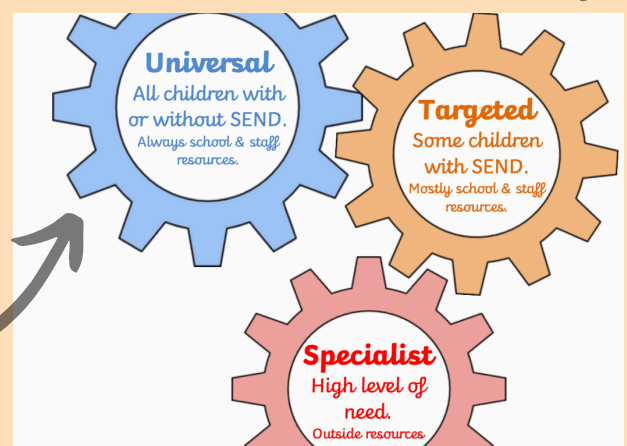 Universal
All children with
or without SEND.
Always school & staff
resources.
Targeted
Some children
with SEND.
Mostly school & staff
resources.
Specialist
High level of
need.
Outside resources